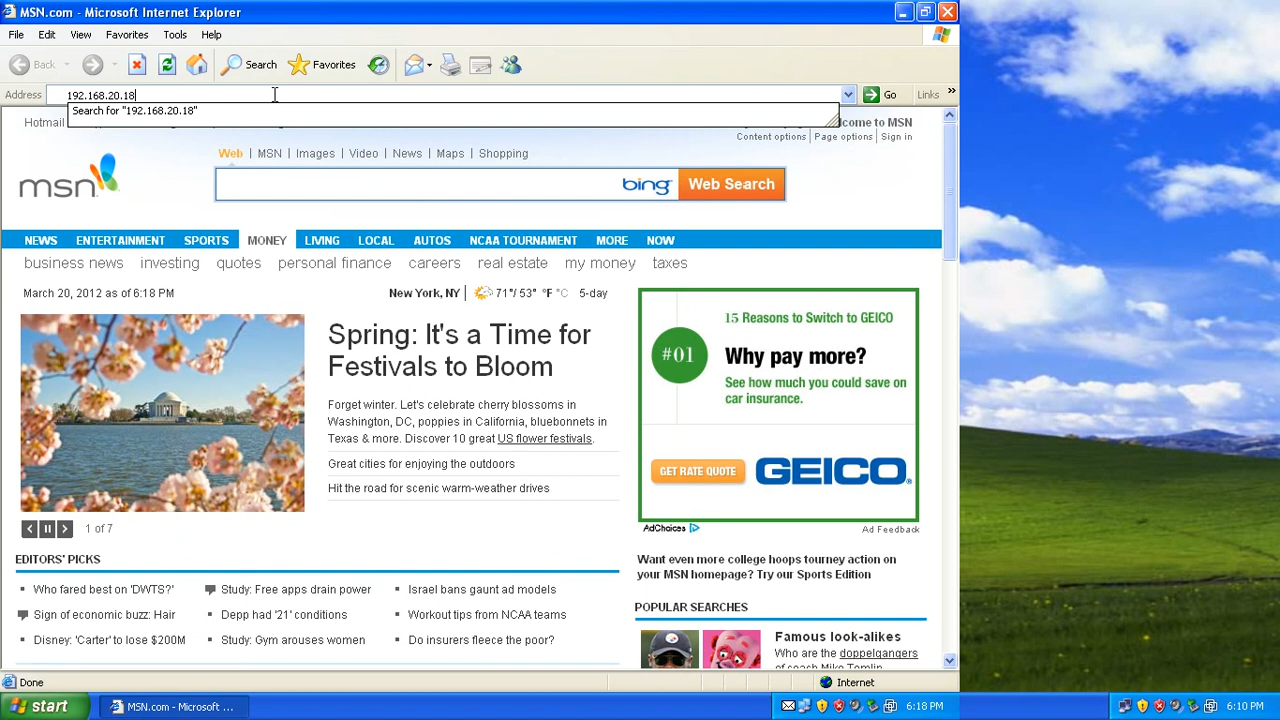 MSN.com - Microsoft Internet Explorer
File Edit View Favorites Tools Help
Back Search Favorites
Address 192.168.20.18 Go Links »
Search for "192.168.20.18"
Hotmail lcome to MSN
Content options | Page options | Sign in
Web | MSN | Images | Video | News | Maps | Shopping
msn bing Web Search
NEWS ENTERTAINMENT SPORTS MONEY LIVING LOCAL AUTOS NCAA TOURNAMENT MORE NOW
business news investing quotes personal finance careers real estate my money taxes
March 20, 2012 as of 6:18 PM New York, NY | 71°/ 53° °F °C 5-day
Spring: It's a Time for
Festivals to Bloom
Forget winter. Let's celebrate cherry blossoms in
Washington, DC, poppies in California, bluebonnets in
Texas & more. Discover 10 great US flower festivals.
Great cities for enjoying the outdoors
Hit the road for scenic warm-weather drives
1 of 7
15 Reasons to Switch to GEICO
#01
Why pay more?
See how much you could save on
car insurance.
GET RATE QUOTE GEICO
AdChoices Ad Feedback
EDITORS' PICKS
Who fared best on 'DWTS?' Study: Free apps drain power Israel bans gaunt ad models
Sign of economic buzz: Hair Depp had '21' conditions Workout tips from NCAA teams
Disney: 'Carter' to lose $200M Study: Gym arouses women Do insurers fleece the poor?
Want even more college hoops tourney action on
your MSN homepage? Try our Sports Edition
POPULAR SEARCHES
Famous look-alikes
Who are the doppelgangers
of coach Mike Tomlin
Done Internet
start MSN.com - Microsoft ... 6:18 PM 6:10 PM